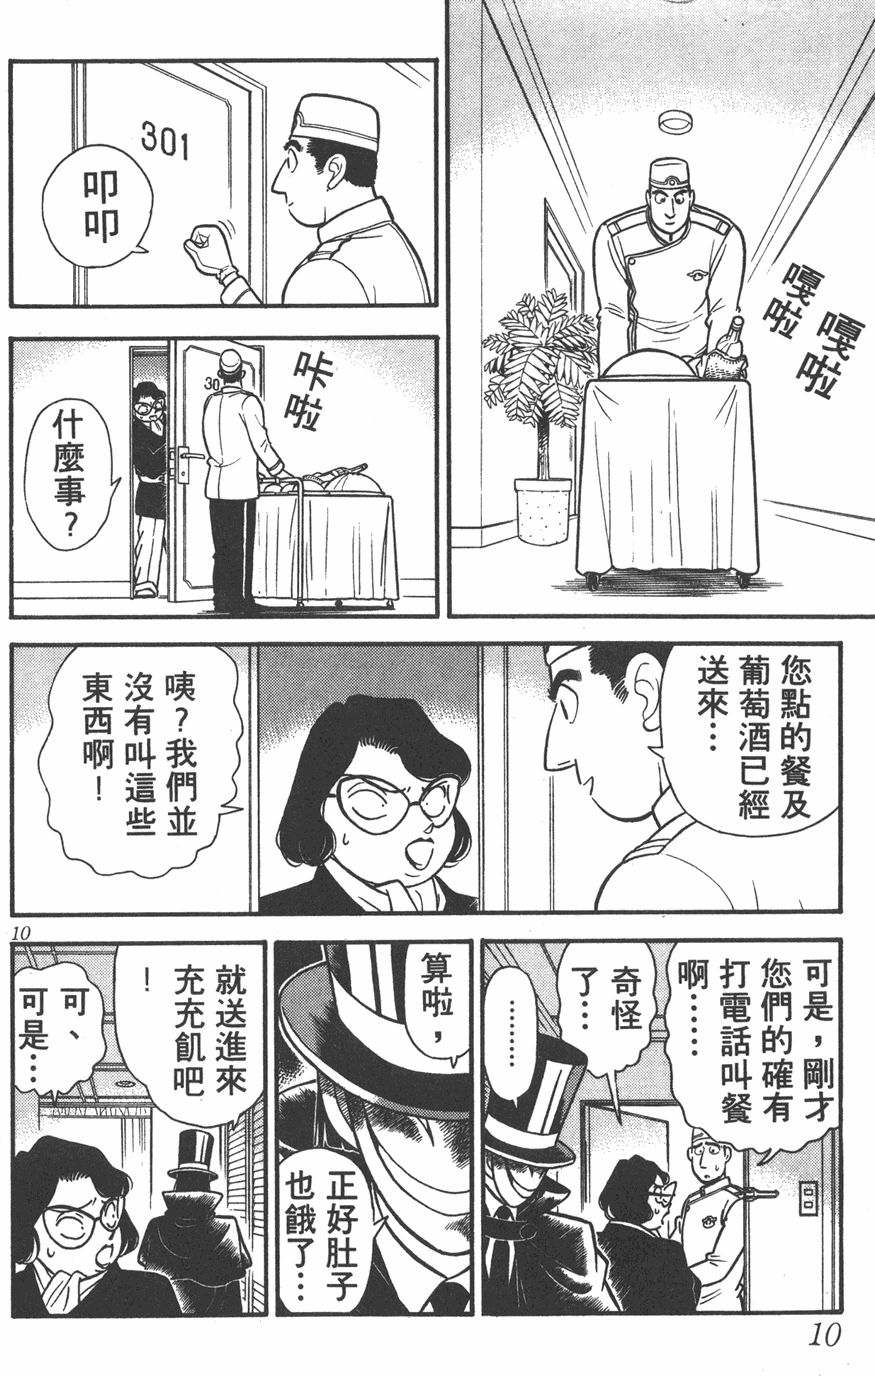 嘎啦
嘎啦
301
叩
叩
咔啦
30
什麼事？
您點的餐及
葡萄酒已經
送來…
咦？我們並
沒有叫這些
東西啊！
可是，剛才
您們的確有
打電話叫餐
啊……
奇怪
了…
………
算啦，
正好肚子
也餓了…
就送進來
充充飢吧
！
可、
可是…
10
10